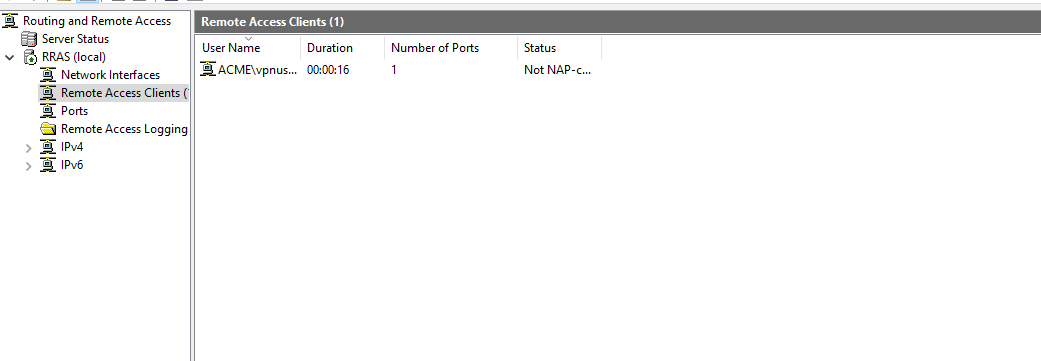 Routing and Remote Access
Server Status
RRAS (local)
Network Interfaces
Remote Access Clients (
Ports
Remote Access Logging
IPv4
IPv6
Remote Access Clients (1)
User Name Duration Number of Ports Status
ACME\vpnus... 00:00:16 1 Not NAP-c...